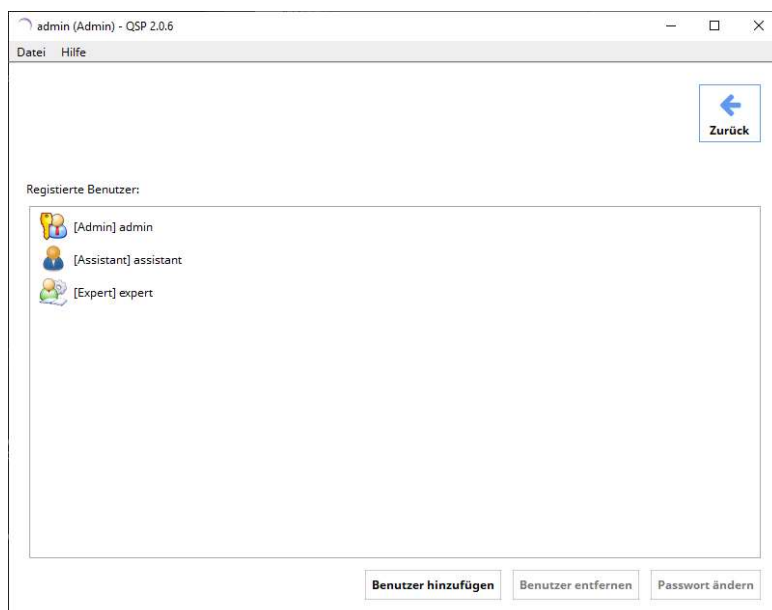 admin (Admin) - QSP 2.0.6
Datei Hilfe
Zurück
Registierte Benutzer:
[Admin] admin
[Assistant] assistant
[Expert] expert
Benutzer hinzufügen Benutzer entfernen Passwort ändern